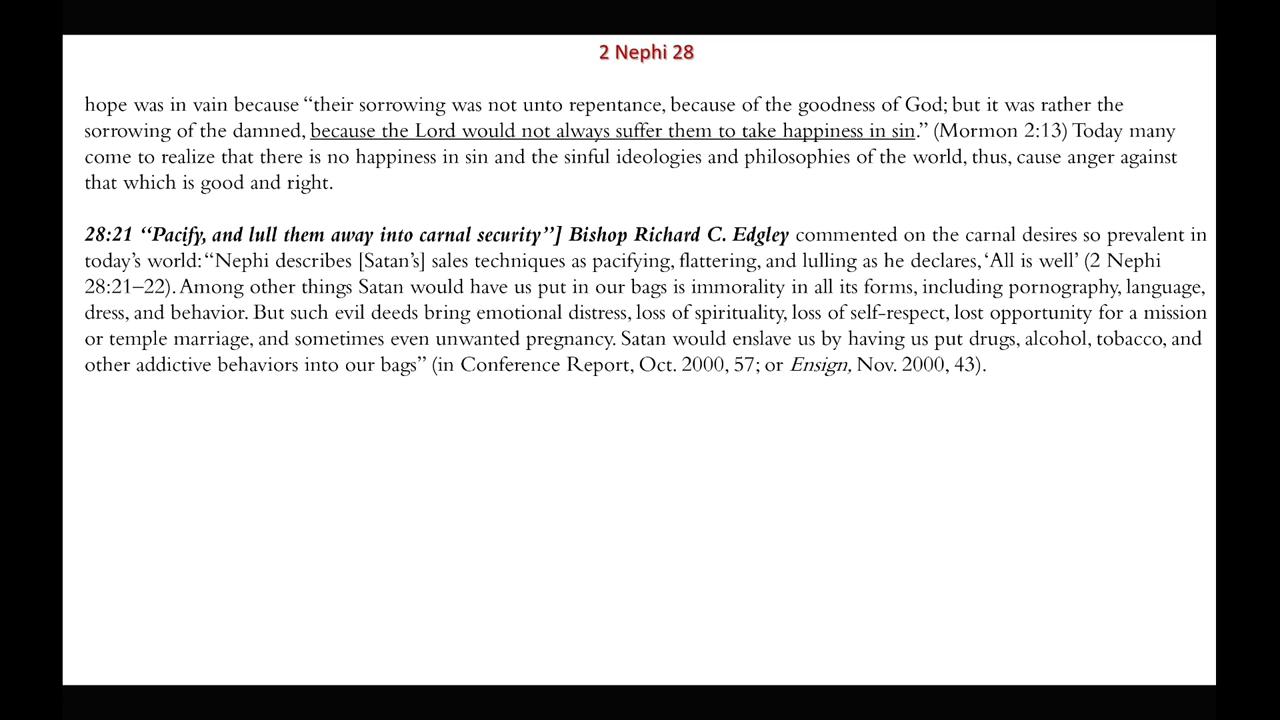 2 Nephi 28
hope was in vain because “their sorrowing was not unto repentance, because of the goodness of God; but it was rather the
sorrowing of the damned, because the Lord would not always suffer them to take happiness in sin.” (Mormon 2:13) Today many
come to realize that there is no happiness in sin and the sinful ideologies and philosophies of the world, thus, cause anger against
that which is good and right.
28:21 “Pacify, and lull them away into carnal security”] Bishop Richard C. Edgley commented on the carnal desires so prevalent in
today’s world: “Nephi describes [Satan’s] sales techniques as pacifying, flattering, and lulling as he declares, ‘All is well’ (2 Nephi
28:21–22). Among other things Satan would have us put in our bags is immorality in all its forms, including pornography, language,
dress, and behavior. But such evil deeds bring emotional distress, loss of spirituality, loss of self-respect, lost opportunity for a mission
or temple marriage, and sometimes even unwanted pregnancy. Satan would enslave us by having us put drugs, alcohol, tobacco, and
other addictive behaviors into our bags” (in Conference Report, Oct. 2000, 57; or Ensign, Nov. 2000, 43).